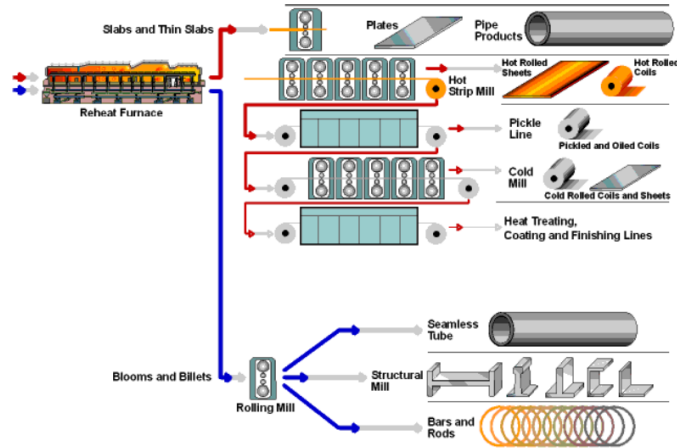 Slabs and Thin Slabs
Plates
Pipe
Products
Reheat Furnace
Hot
Strip Mill
Hot Rolled
Sheets
Hot Rolled
Coils
Pickle
Line
Pickled and Oiled Coils
Cold
Mill
Cold Rolled Coils and Sheets
Heat Treating,
Coating and Finishing Lines
Blooms and Billets
Rolling Mill
Seamless
Tube
Structural
Mill
Bars and
Rods